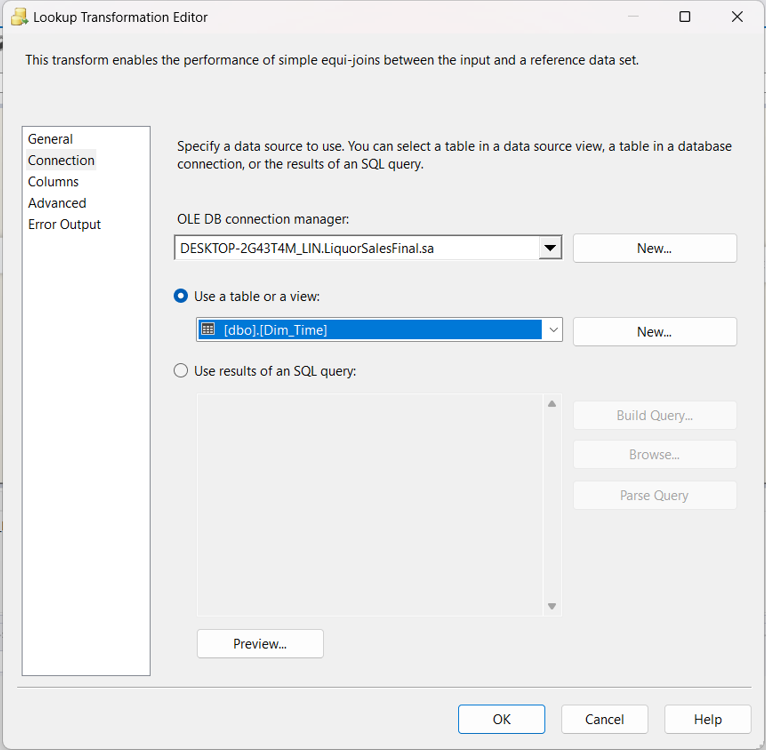 Lookup Transformation Editor
This transform enables the performance of simple equi-joins between the input and a reference data set.
General
Connection
Columns
Advanced
Error Output
Specify a data source to use. You can select a table in a data source view, a table in a database
connection, or the results of an SQL query.
OLE DB connection manager:
DESKTOP-2G43T4M_LIN.LiquorSalesFinal.sa
New...
Use a table or a view:
[dbo].[Dim_Time]
New...
Use results of an SQL query:
Build Query...
Browse...
Parse Query
Preview...
OK
Cancel
Help